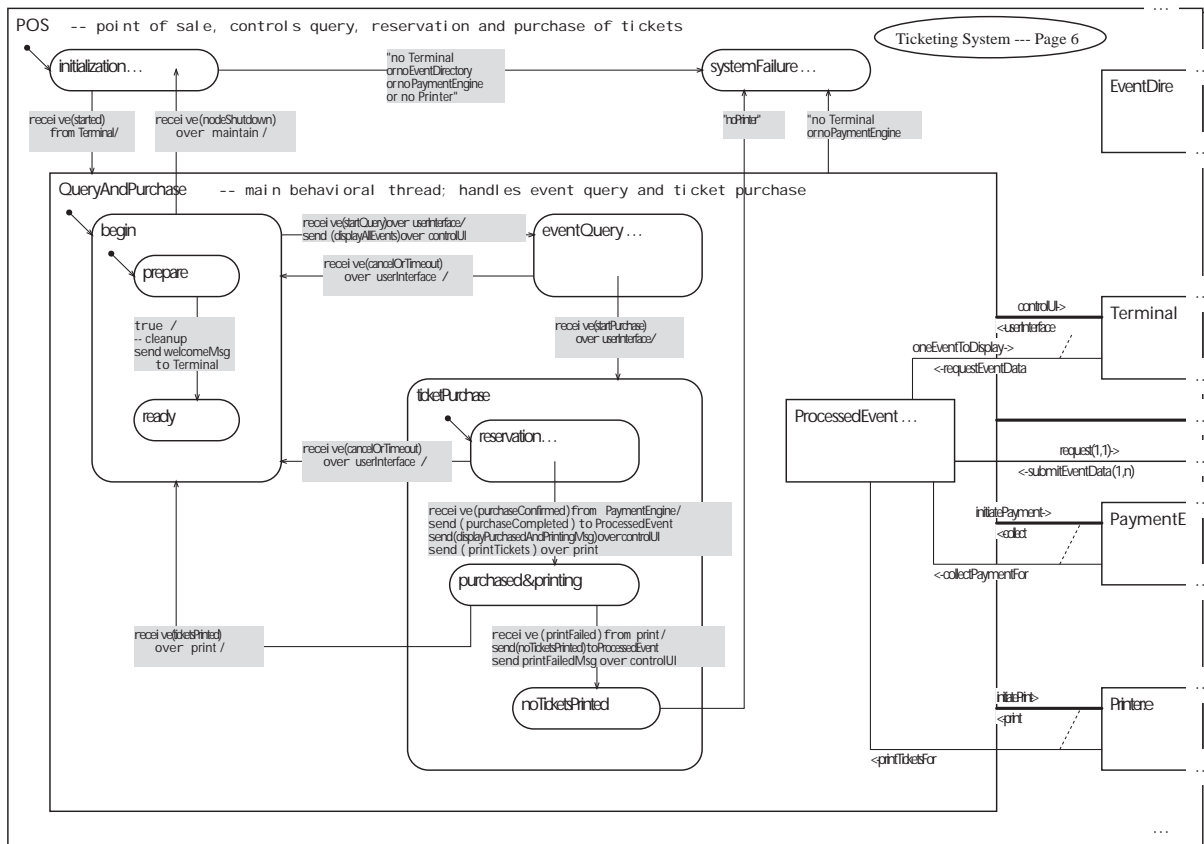 ...
POS -- point of sale, controls query, reservation and purchase of tickets
Ticketing System --- Page 6
initialization...
"no Terminal
or no EventDirectory
or no PaymentEngine
or no Printer"
systemFailure ...
EventDire
receive(started)
from Terminal/
receive(nodeShutdown)
over maintain /
"noPrinter"
"no Terminal
or no PaymentEngine
QueryAndPurchase -- main behavioral thread; handles event query and ticket purchase
begin
receive(startQuery)over userInterface/
send (displayAllEvents)over controlUI
eventQuery ...
prepare
receive(cancelOrTimeout)
over userInterface /
true /
-- cleanup
send welcomeMsg
to Terminal
receive(startPurchase)
over userInterface/
controlUI->
<-userInterface
Terminal
oneEventToDisplay->
<-requestEventData
ticketPurchase
ready
reservation...
ProcessedEvent ...
receive(cancelOrTimeout)
over userInterface /
request(1,1)->
<-submitEventData(1,n)
receive(purchaseConfirmed)from PaymentEngine/
send (purchaseCompleted) to ProcessedEvent
send(displayPurchasedAndPrintingMsg)over controlUI
send (printTickets) over print
initiatePayment->
<-collect
PaymentE
purchased&printing
<-collectPaymentFor
receive(ticketsPrinted)
over print /
receive (printFailed) from print/
send(noTicketsPrinted)toProcessedEvent
send printFailedMsg over controlUI
noTicketsPrinted
initiatePrint->
<-print
Printer
<-printTicketsFor
...